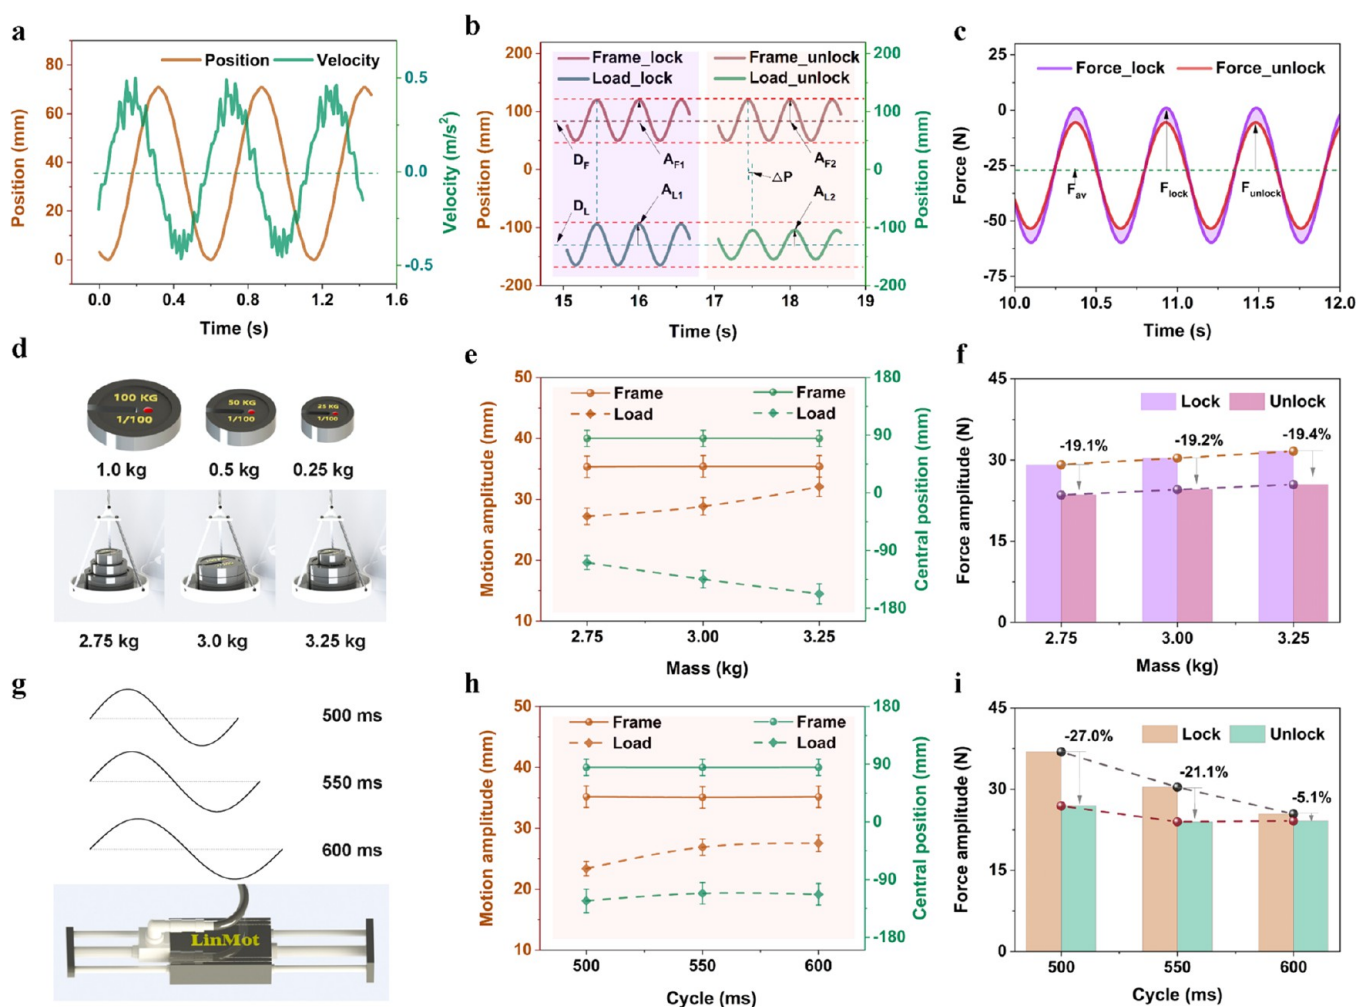 a
Position
Velocity
Position (mm)
80
60
40
20
0
0.5
0.0
-0.5
Velocity (m/s²)
0.0
0.4
0.8
1.2
1.6
Time (s)
b
Frame_lock
Load_lock
Frame_unlock
Load_unlock
Position (mm)
200
100
0
-100
-200
200
100
0
-100
-200
Position (mm)
D_F
A_F1
A_F2
D_L
A_L1
A_L2
△P
15
16
17
18
19
Time (s)
c
Force_lock
Force_unlock
Force (N)
25
0
-25
-50
-75
F_av
F_lock
F_unlock
10.0
10.5
11.0
11.5
12.0
Time (s)
d
100 KG
1/100
50 KG
1/100
25 KG
1/100
1.0 kg
0.5 kg
0.25 kg
2.75 kg
3.0 kg
3.25 kg
e
Frame
Load
Frame
Load
Motion amplitude (mm)
50
40
30
20
10
180
90
0
-90
-180
Central position (mm)
2.75
3.00
3.25
Mass (kg)
f
Lock
Unlock
Force amplitude (N)
45
30
15
0
-19.1%
-19.2%
-19.4%
2.75
3.00
3.25
Mass (kg)
g
500 ms
550 ms
600 ms
LinMot
h
Frame
Load
Frame
Load
Motion amplitude (mm)
50
40
30
20
10
180
90
0
-90
-180
Central position (mm)
500
550
600
Cycle (ms)
i
Lock
Unlock
Force amplitude (N)
45
30
15
0
-27.0%
-21.1%
-5.1%
500
550
600
Cycle (ms)